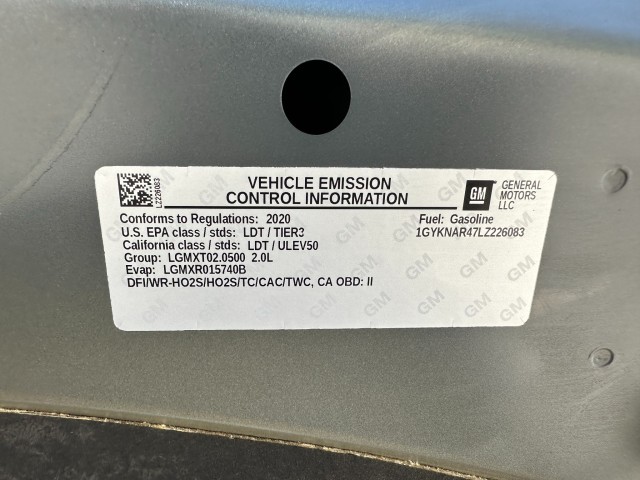 LZ226083
VEHICLE EMISSION
CONTROL INFORMATION
GM
GENERAL
MOTORS
LLC
Conforms to Regulations: 2020
Fuel: Gasoline
U.S. EPA class / stds: LDT / TIER3
1GYKNAR47LZ226083
California class / stds: LDT / ULEV50
Group: LGMXT02.0500 2.0L
Evap: LGMXR015740B
DFI/WR-HO2S/HO2S/TC/CAC/TWC, CA OBD: II